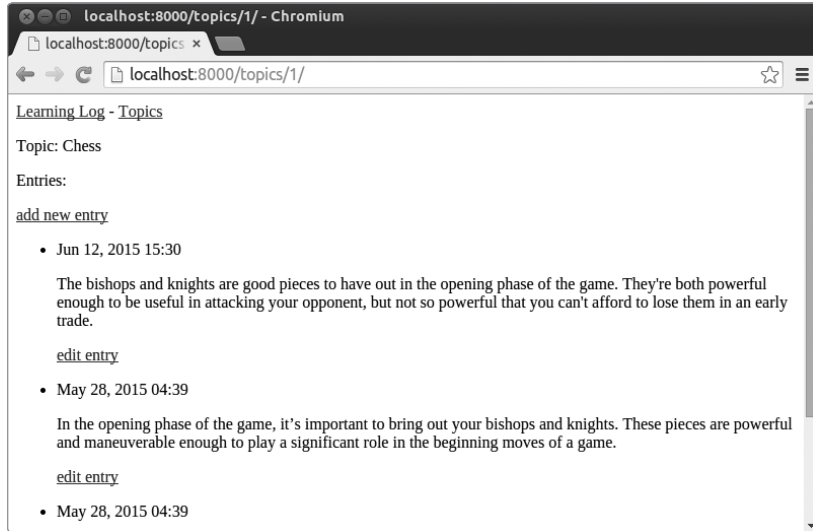 localhost:8000/topics/1/ - Chromium
localhost:8000/topics
localhost:8000/topics/1/
Learning Log - Topics
Topic: Chess
Entries:
add new entry
• Jun 12, 2015 15:30
The bishops and knights are good pieces to have out in the opening phase of the game. They're both powerful
enough to be useful in attacking your opponent, but not so powerful that you can't afford to lose them in an early
trade.
edit entry
• May 28, 2015 04:39
In the opening phase of the game, it’s important to bring out your bishops and knights. These pieces are powerful
and maneuverable enough to play a significant role in the beginning moves of a game.
edit entry
• May 28, 2015 04:39